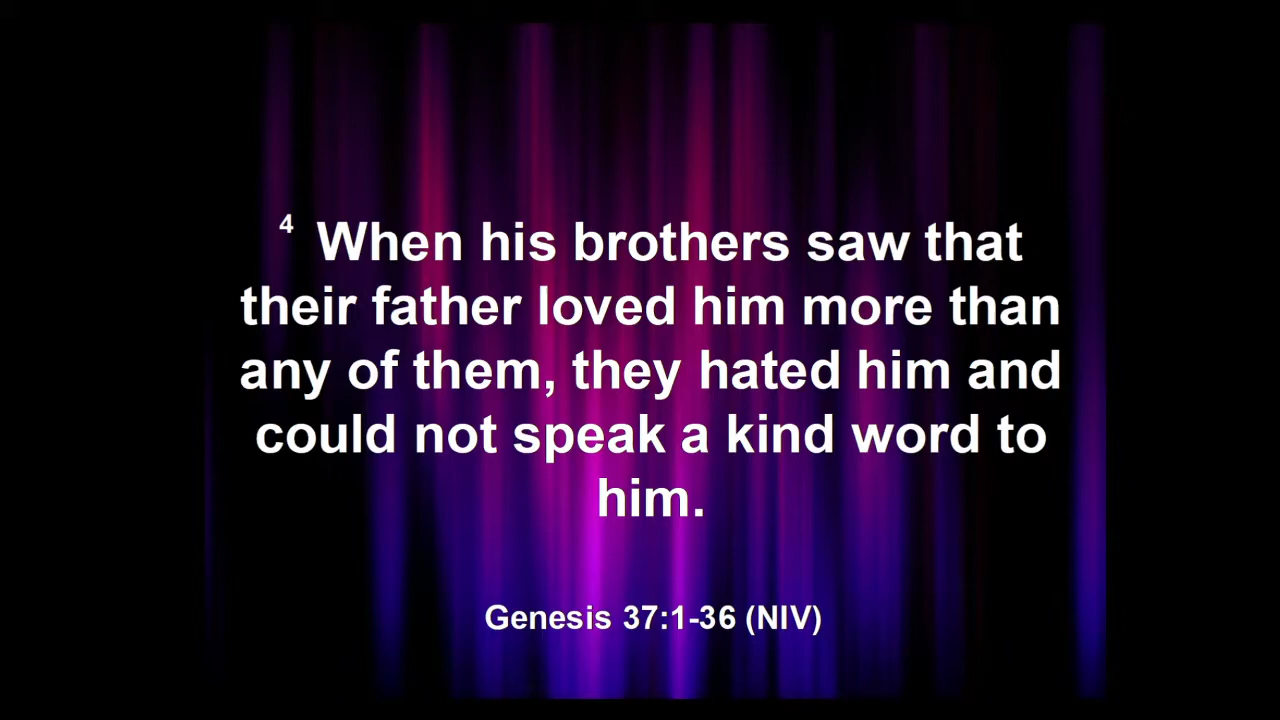 4 When his brothers saw that
their father loved him more than
any of them, they hated him and
could not speak a kind word to
him.
Genesis 37:1-36 (NIV)